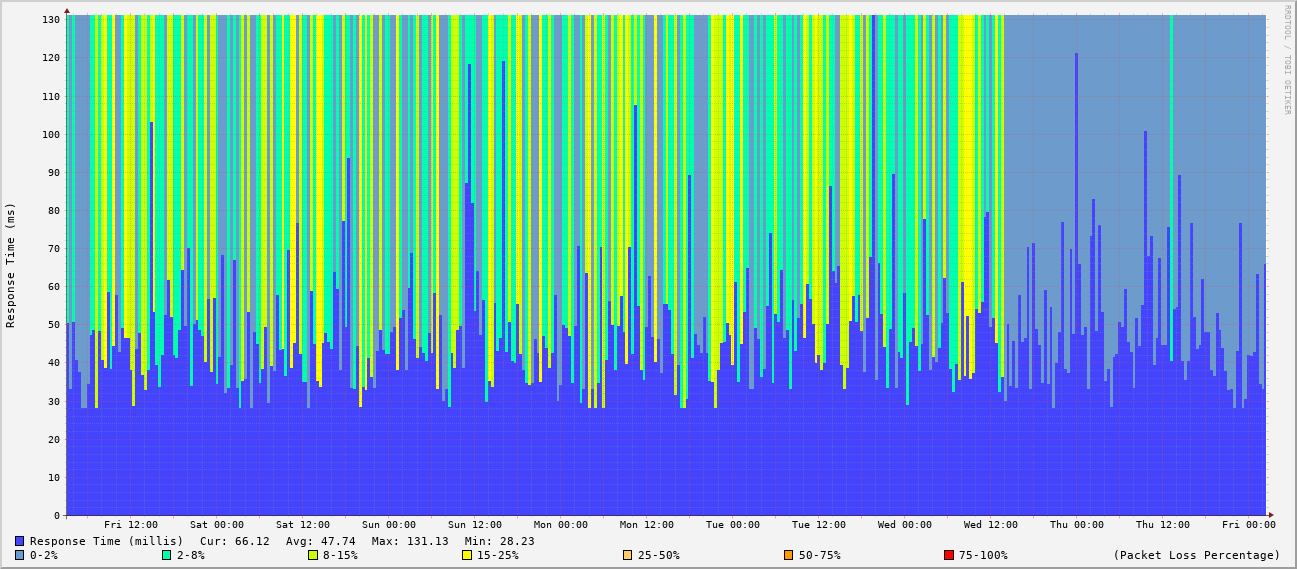 RRDTOOL / TOBI OETIKER
Response Time (ms)
130
120
110
100
90
80
70
60
50
40
30
20
10
0
Fri 12:00 Sat 00:00 Sat 12:00 Sun 00:00 Sun 12:00 Mon 00:00 Mon 12:00 Tue 00:00 Tue 12:00 Wed 00:00 Wed 12:00 Thu 00:00 Thu 12:00 Fri 00:00
Response Time (millis) Cur: 66.12 Avg: 47.74 Max: 131.13 Min: 28.23
0-2% 2-8% 8-15% 15-25% 25-50% 50-75% 75-100% (Packet Loss Percentage)